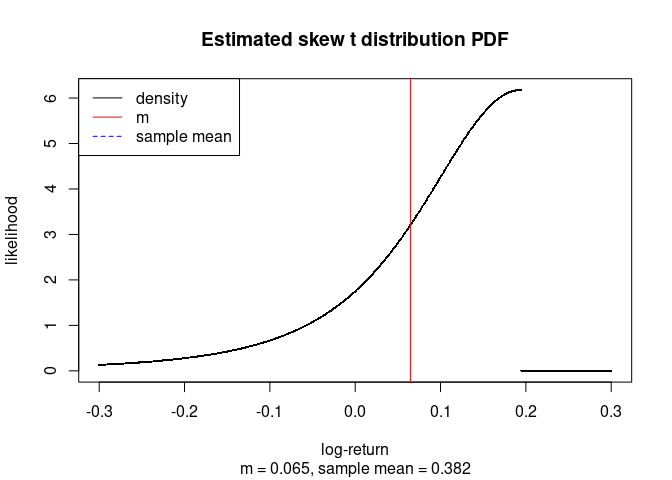 Estimated skew t distribution PDF
density
m
sample mean
likelihood
0
1
2
3
4
5
6
-0.3
-0.2
-0.1
0.0
0.1
0.2
0.3
log-return
m = 0.065, sample mean = 0.382